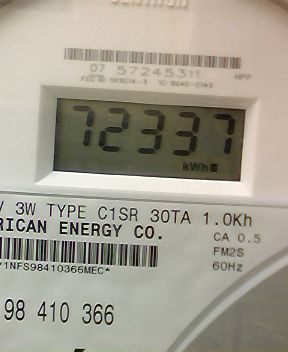 07 57245311 HPP
72337
kWh
V 3W TYPE C1SR 30TA 1.0Kh
RICAN ENERGY CO.
CA 0.5
FM2S
60Hz
1NFS98410366MEC*
98 410 366